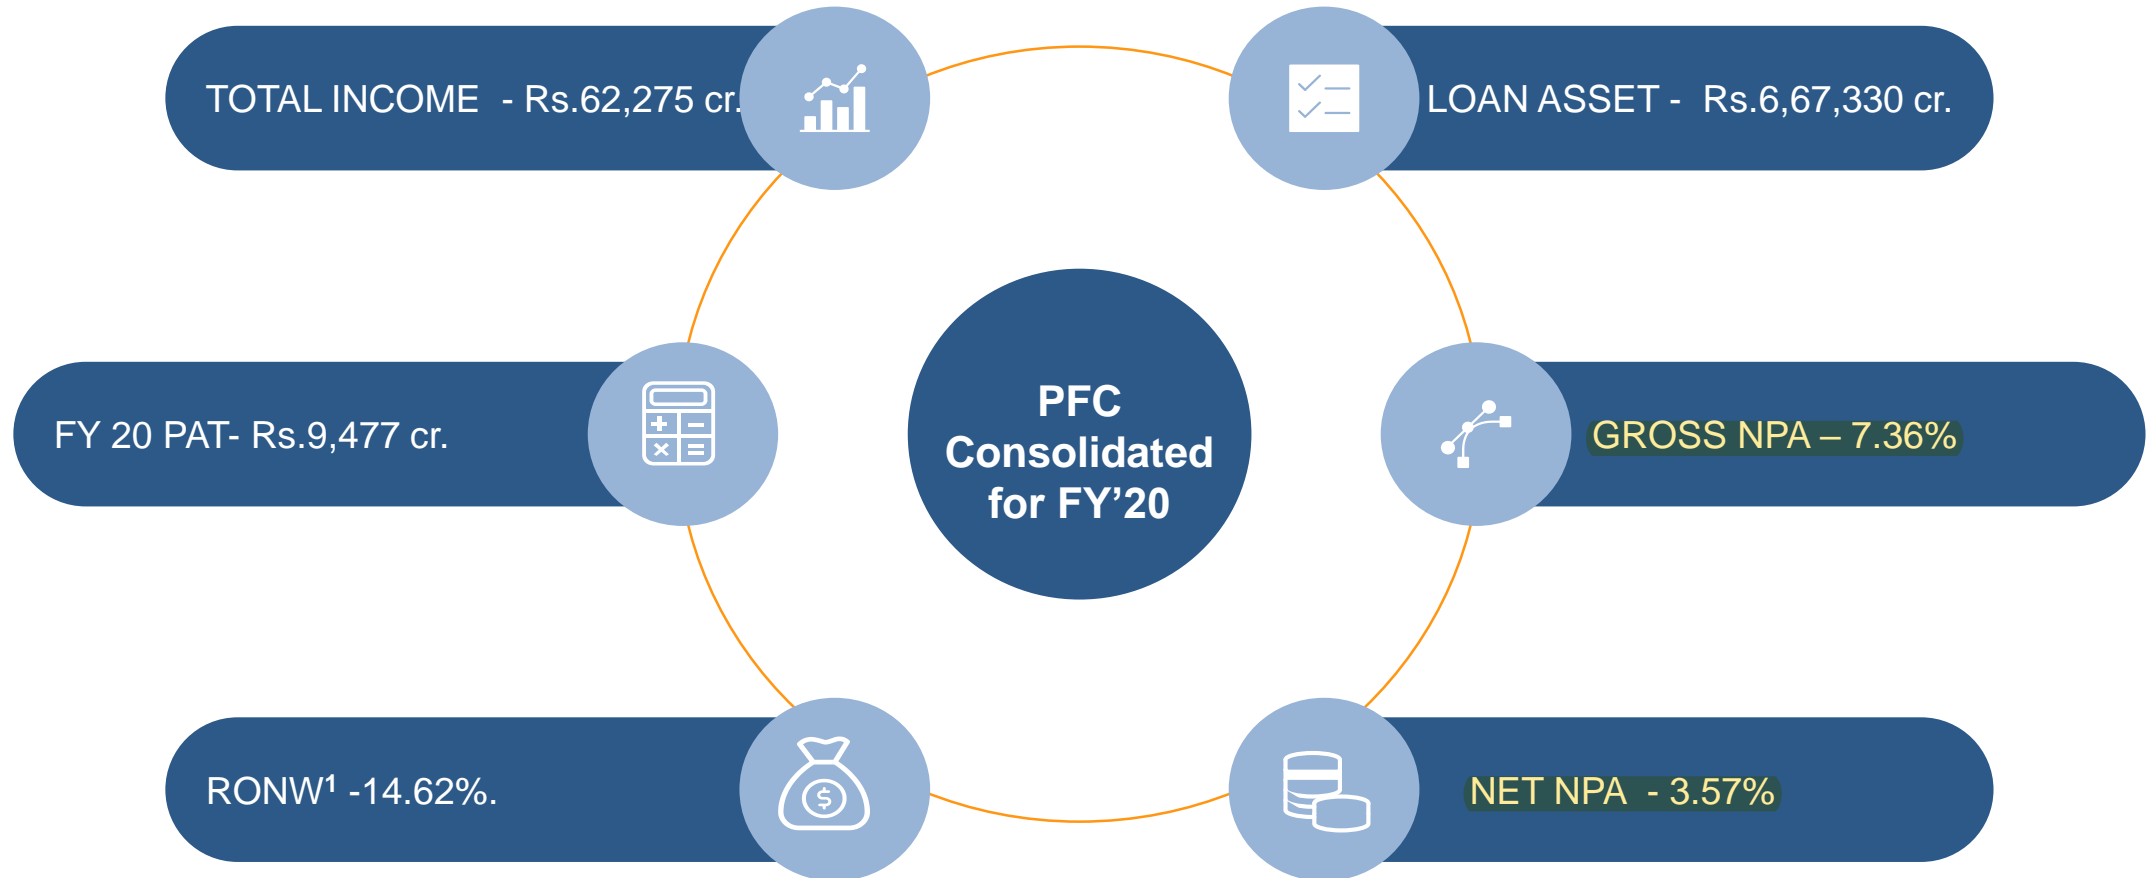 TOTAL INCOME - Rs.62,275 cr.
LOAN ASSET - Rs.6,67,330 cr.
FY 20 PAT- Rs.9,477 cr.
PFC
Consolidated
for FY’20
GROSS NPA – 7.36%
RONW¹ -14.62%.
NET NPA - 3.57%